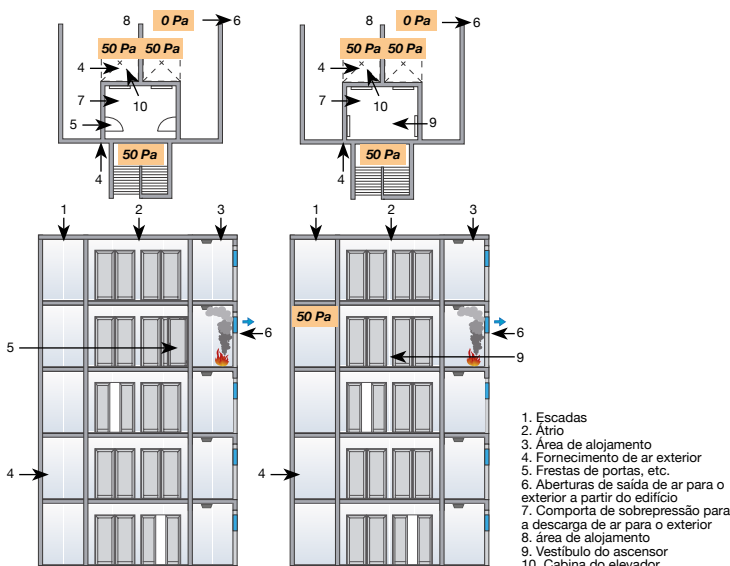 8 0 Pa 6
50 Pa 50 Pa
4
7 10
5
50 Pa
4
8 0 Pa 6
50 Pa 50 Pa
4
7 10
9
50 Pa
4
1 2 3
6
5
4
1 2 3
50 Pa
6
9
4
1. Escadas
2. Átrio
3. Área de alojamento
4. Fornecimento de ar exterior
5. Frestas de portas, etc.
6. Aberturas de saída de ar para o
exterior a partir do edifício
7. Comporta de sobrepressão para
a descarga de ar para o exterior
8. área de alojamento
9. Vestíbulo do ascensor
10. Cabina do elevador